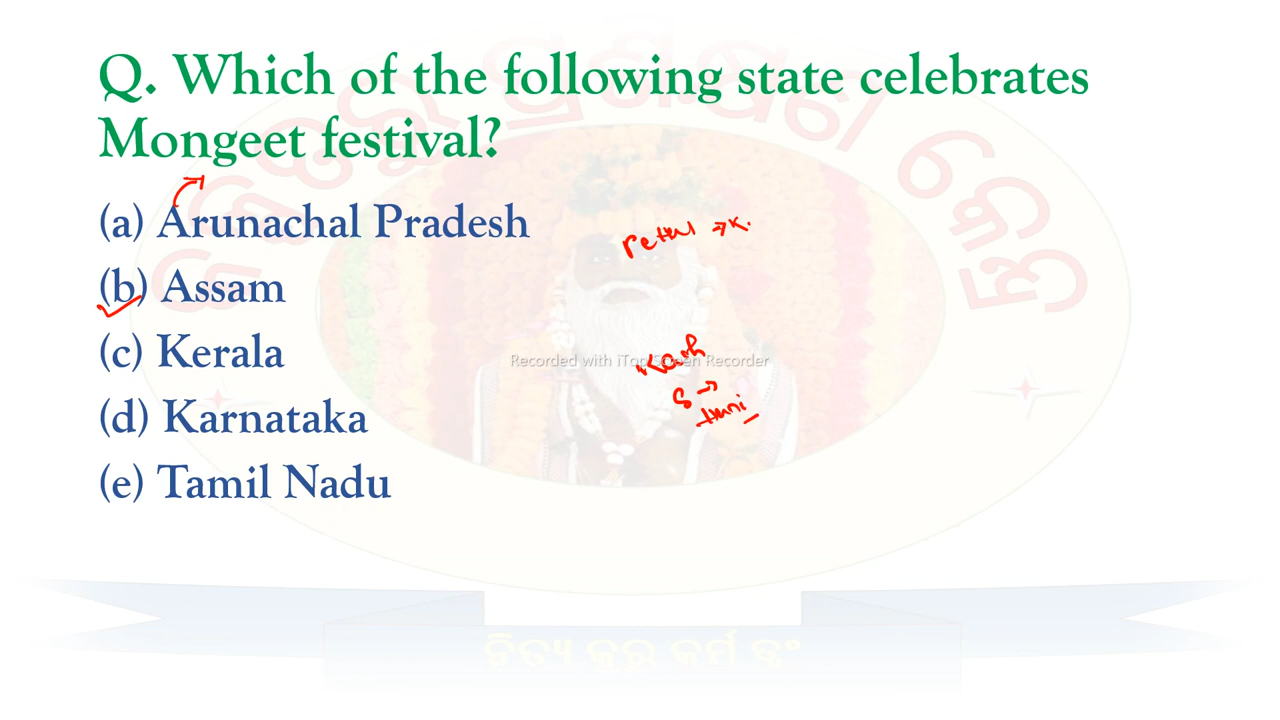 Q. Which of the following state celebrates
Mongeet festival?
(a) Arunachal Pradesh
(b) Assam
(c) Kerala
(d) Karnataka
(e) Tamil Nadu
Recorded with iTop Screen Recorder
ନିତ୍ୟ କୁରୁ କର୍ମ ତ୍ୱଂ